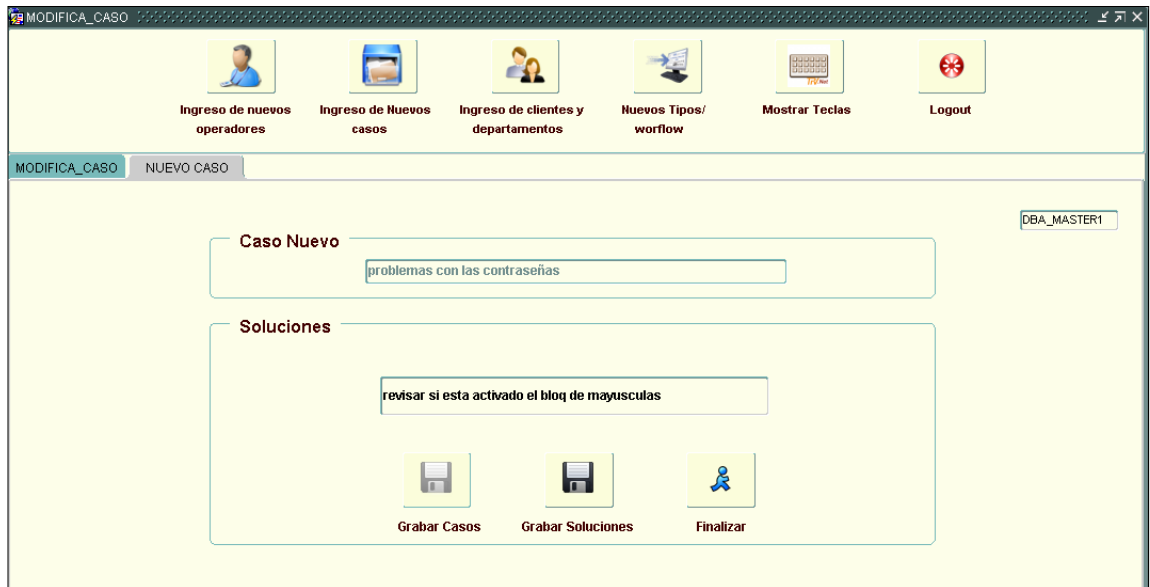 MODIFICA_CASO
Ingreso de nuevos operadores
Ingreso de Nuevos casos
Ingreso de clientes y departamentos
Nuevos Tipos/ worflow
Mostrar Teclas
Logout
MODIFICA_CASO
NUEVO CASO
DBA_MASTER1
Caso Nuevo
problemas con las contraseñas
Soluciones
revisar si esta activado el bloq de mayusculas
Grabar Casos
Grabar Soluciones
Finalizar